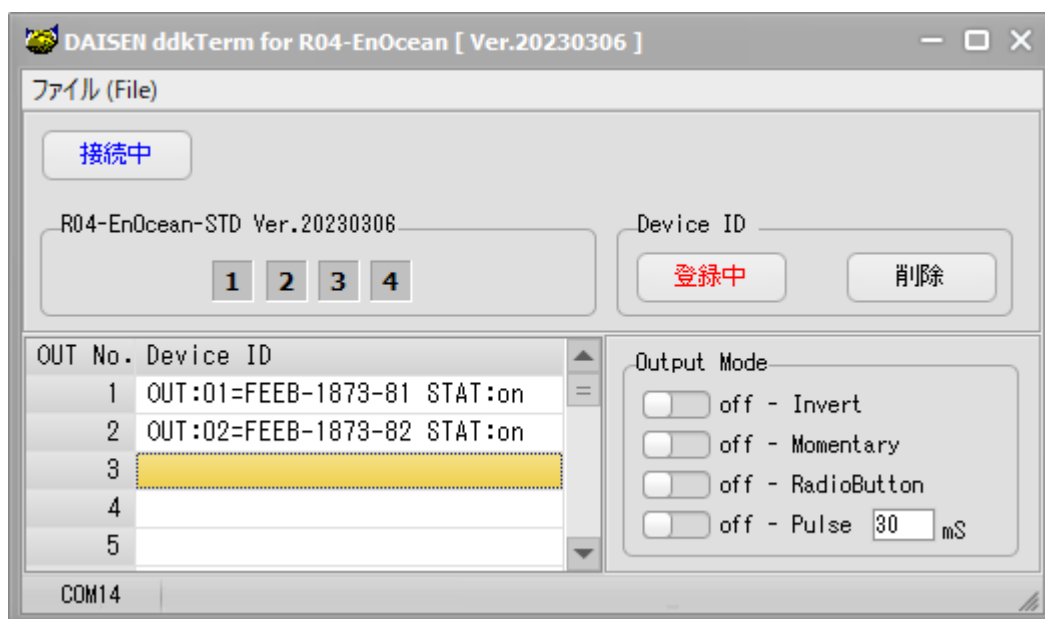 DAISEN ddkTerm for R04-EnOcean [ Ver.20230306 ]
ファイル (File)
接続中
R04-EnOcean-STD Ver.20230306
1 2 3 4
Device ID
登録中 削除
OUT No. Device ID
1 OUT:01=FEEB-1873-81 STAT:on
2 OUT:02=FEEB-1873-82 STAT:on
3
4
5
Output Mode
off - Invert
off - Momentary
off - RadioButton
off - Pulse 30 mS
COM14